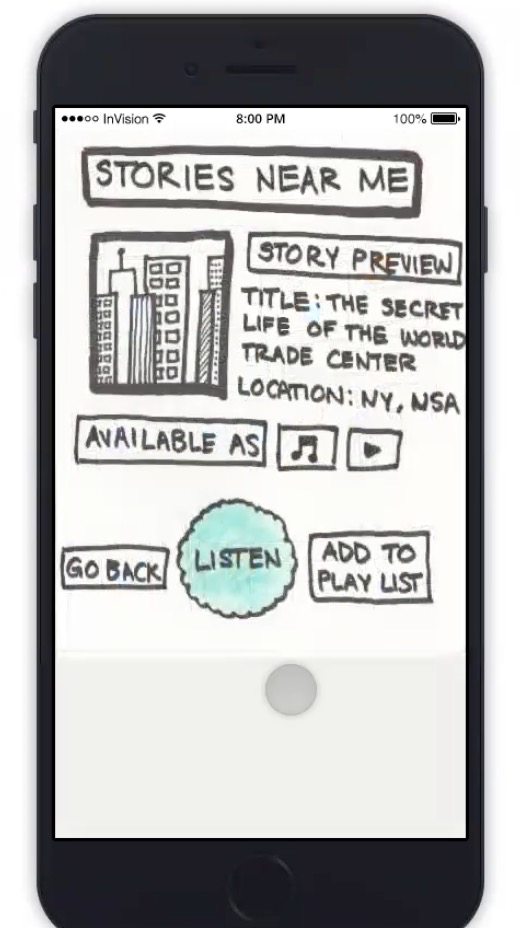 InVision 8:00 PM 100%
STORIES NEAR ME
STORY PREVIEW
TITLE: THE SECRET
LIFE OF THE WORLD
TRADE CENTER
LOCATION: NY, NSA
AVAILABLE AS
GO BACK
LISTEN
ADD TO
PLAY LIST